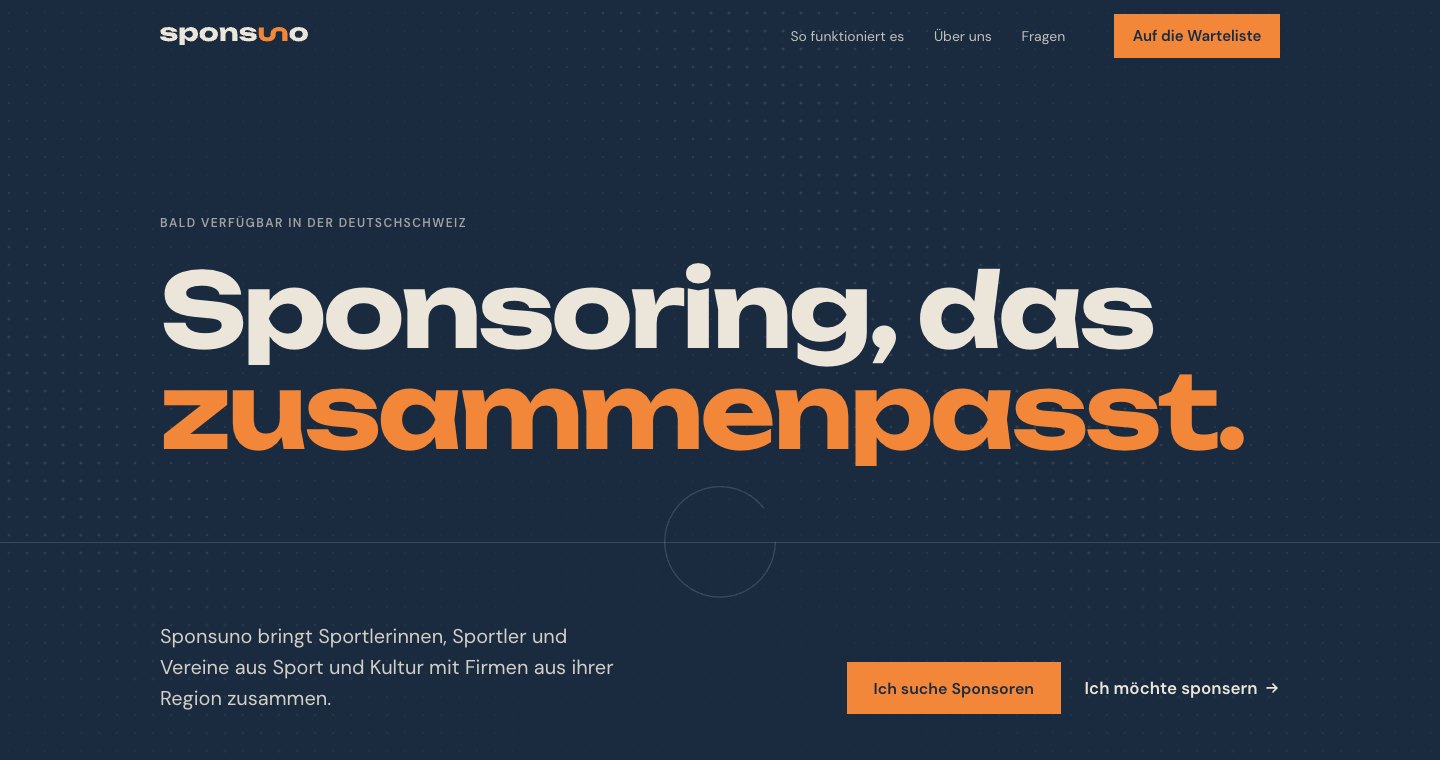 sponsuno
So funktioniert es
Über uns
Fragen
Auf die Warteliste
BALD VERFÜGBAR IN DER DEUTSCHSCHWEIZ
Sponsoring, das
zusammenpasst.
Sponsuno bringt Sportlerinnen, Sportler und
Vereine aus Sport und Kultur mit Firmen aus ihrer
Region zusammen.
Ich suche Sponsoren
Ich möchte sponsern →